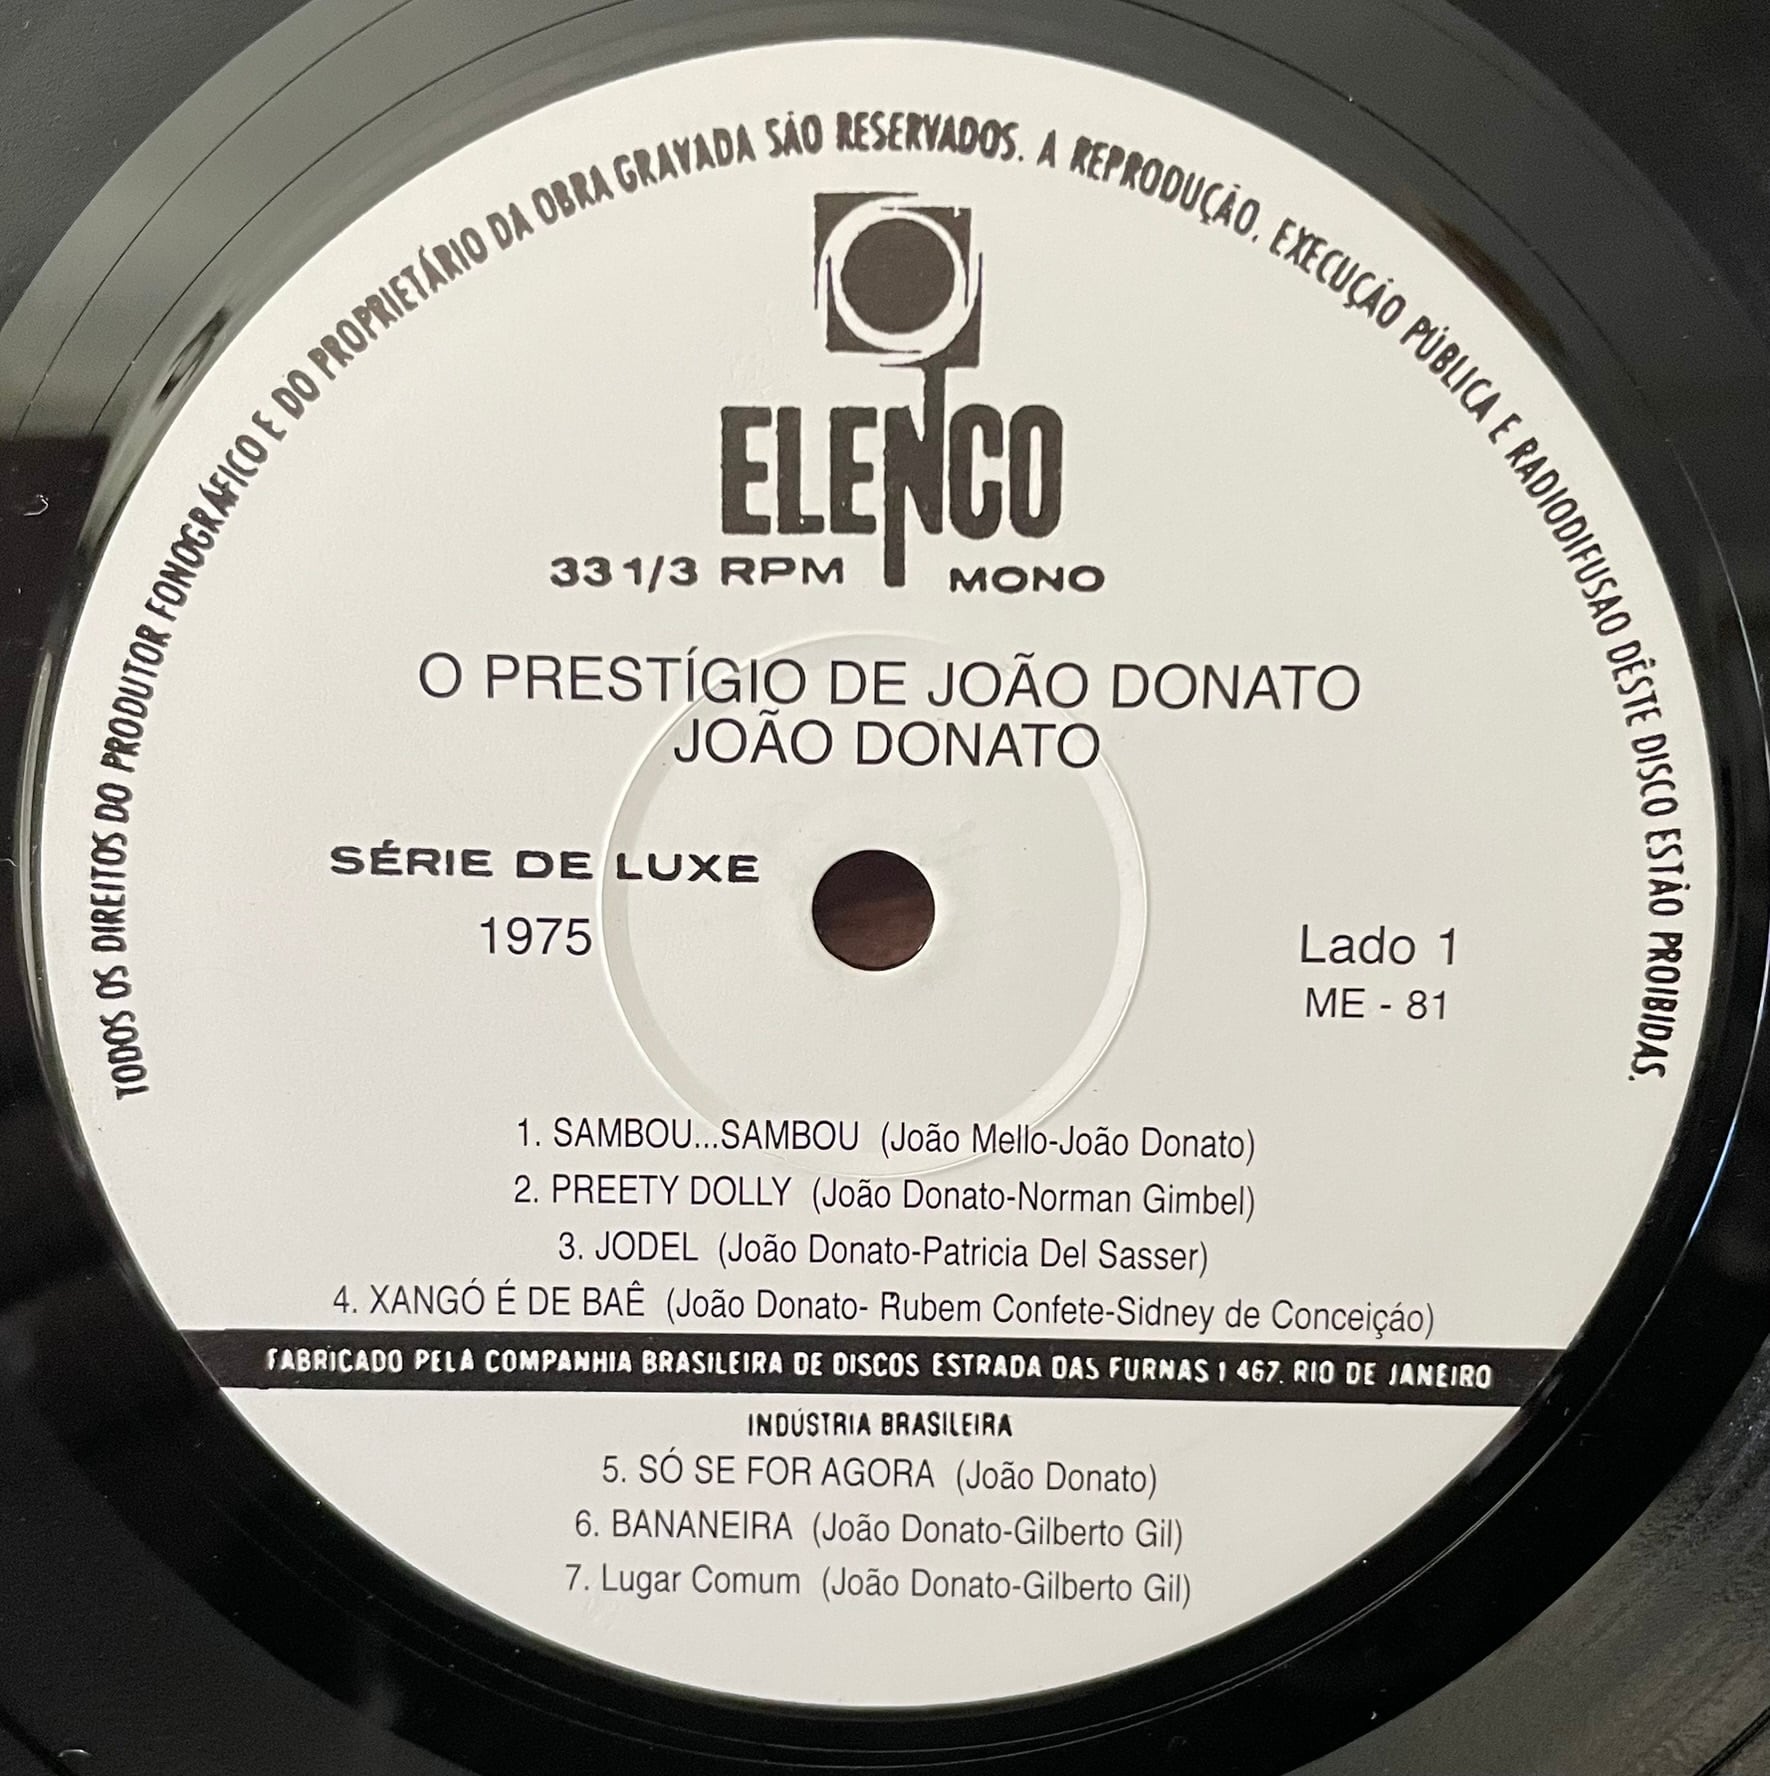 TODOS OS DIREITOS DO PRODUTOR FONOGRÁFICO E DO PROPRIETÁRIO DA OBRA GRAVADA SÃO RESERVADOS. A REPRODUÇÃO. EXECUÇÃO PÚBLICA E RADIODIFUSAO DÊSTE DISCO ESTÃO PROIBIDAS.
ELENCO
33 1/3 RPM MONO
O PRESTÍGIO DE JOÃO DONATO
JOÃO DONATO
SÉRIE DE LUXE
1975
Lado 1
ME - 81
1. SAMBOU...SAMBOU (João Mello-João Donato)
2. PREETY DOLLY (João Donato-Norman Gimbel)
3. JODEL (João Donato-Patricia Del Sasser)
4. XANGÓ É DE BAÊ (João Donato- Rubem Confete-Sidney de Conceiçáo)
FABRICADO PELA COMPANHIA BRASILEIRA DE DISCOS ESTRADA DAS FURNAS 1 467. RIO DE JANEIRO
INDÚSTRIA BRASILEIRA
5. SÓ SE FOR AGORA (João Donato)
6. BANANEIRA (João Donato-Gilberto Gil)
7. Lugar Comum (João Donato-Gilberto Gil)